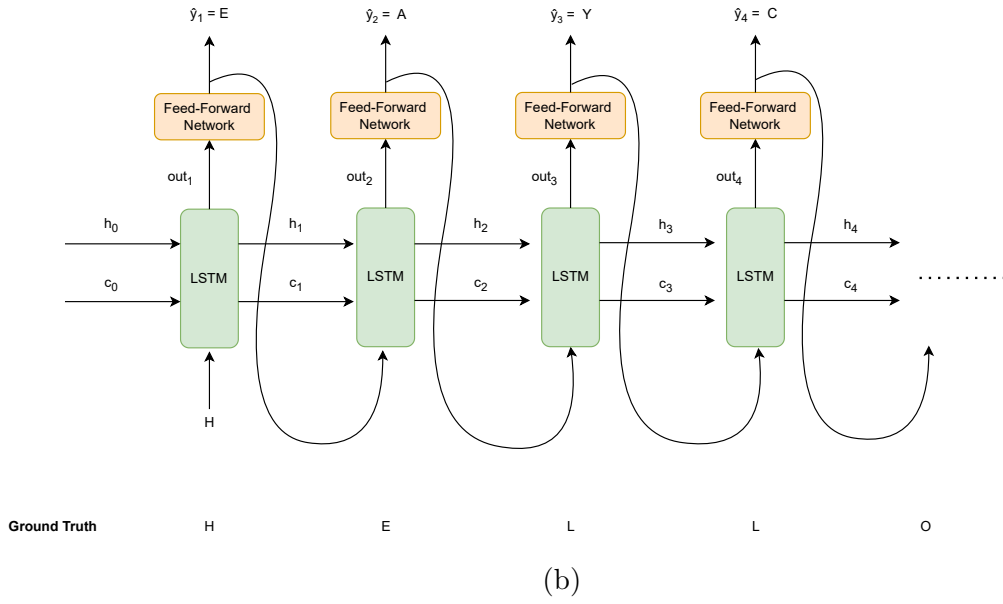 ŷ₁ = E
ŷ₂ = A
ŷ₃ = Y
ŷ₄ = C
Feed-Forward
Network
Feed-Forward
Network
Feed-Forward
Network
Feed-Forward
Network
out₁
out₂
out₃
out₄
h₀
h₁
h₂
h₃
h₄
LSTM
LSTM
LSTM
LSTM
c₀
c₁
c₂
c₃
c₄
H
Ground Truth H E L L O
(b)